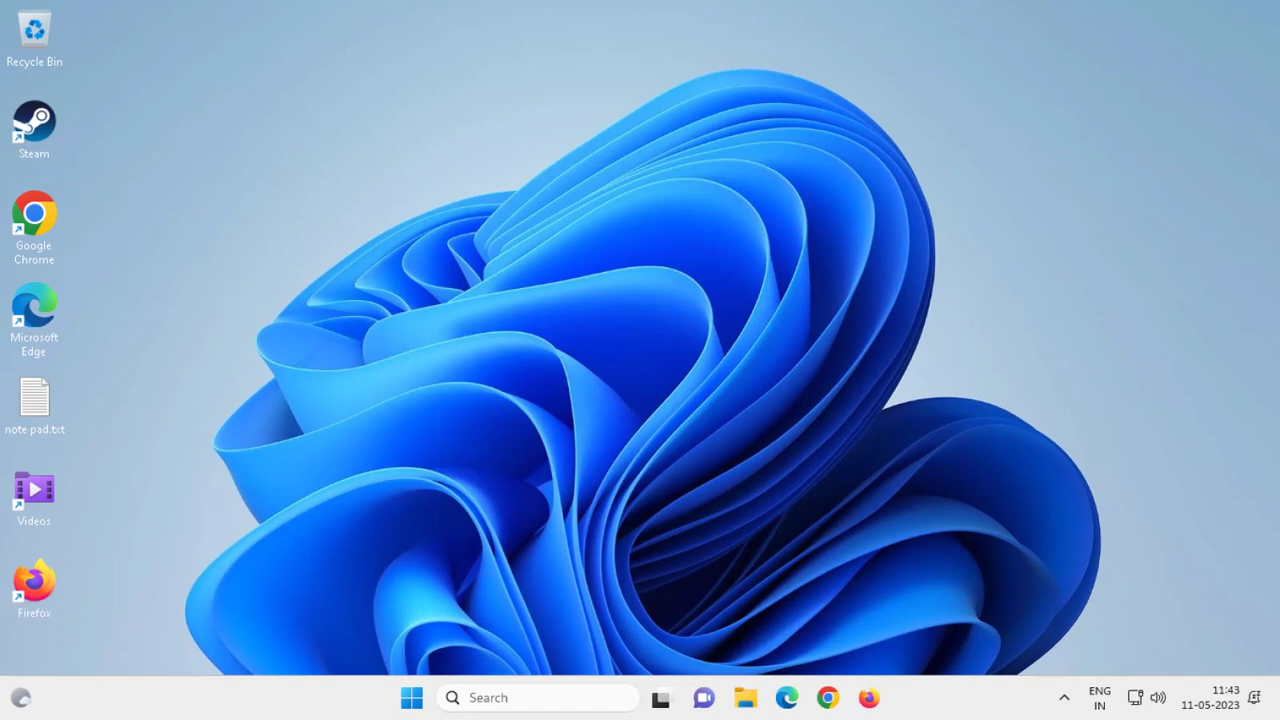 Recycle Bin
Steam
Google
Chrome
Microsoft
Edge
note pad.txt
Videos
Firefox
Search
ENG
IN
11:43
11-05-2023